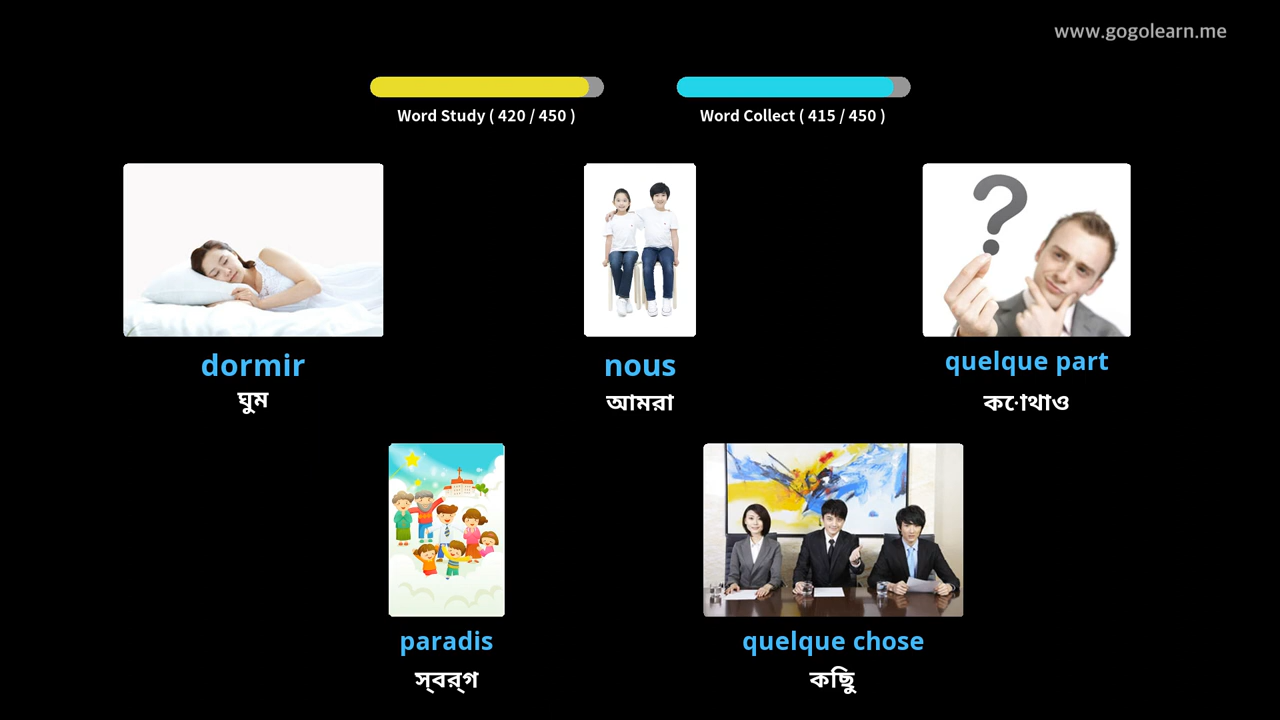 www.gogolearn.me
Word Study ( 420 / 450 )
Word Collect ( 415 / 450 )
dormir
ঘুম
nous
আমরা
quelque part
কোথাও
paradis
স্বর্গ
quelque chose
কিছু